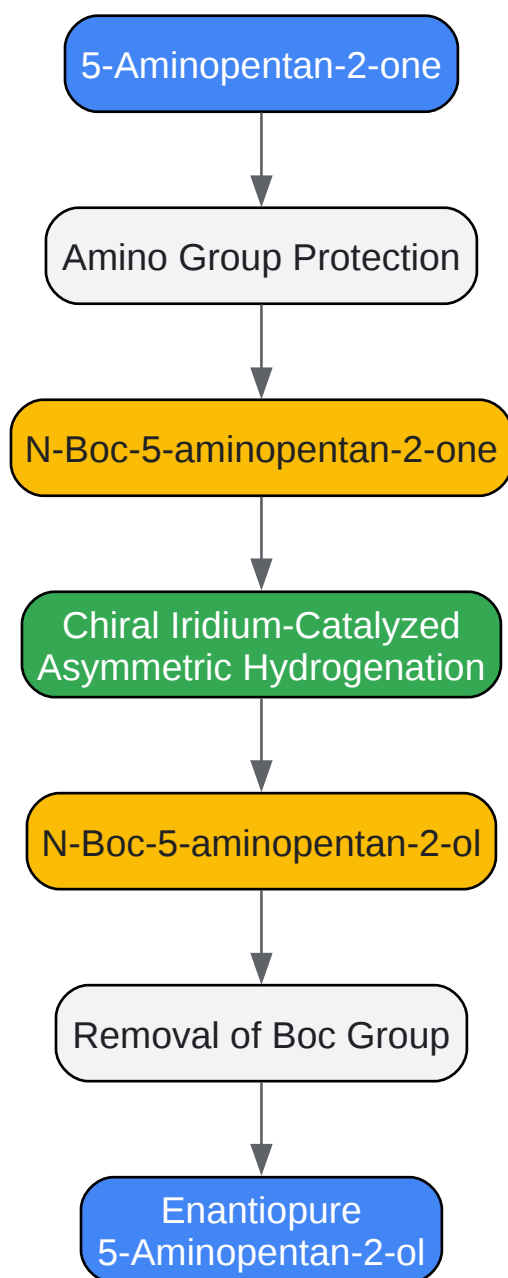 5-Aminopentan-2-one
Amino Group Protection
N-Boc-5-aminopentan-2-one
Chiral Iridium-Catalyzed
Asymmetric Hydrogenation
N-Boc-5-aminopentan-2-ol
Removal of Boc Group
Enantiopure
5-Aminopentan-2-ol